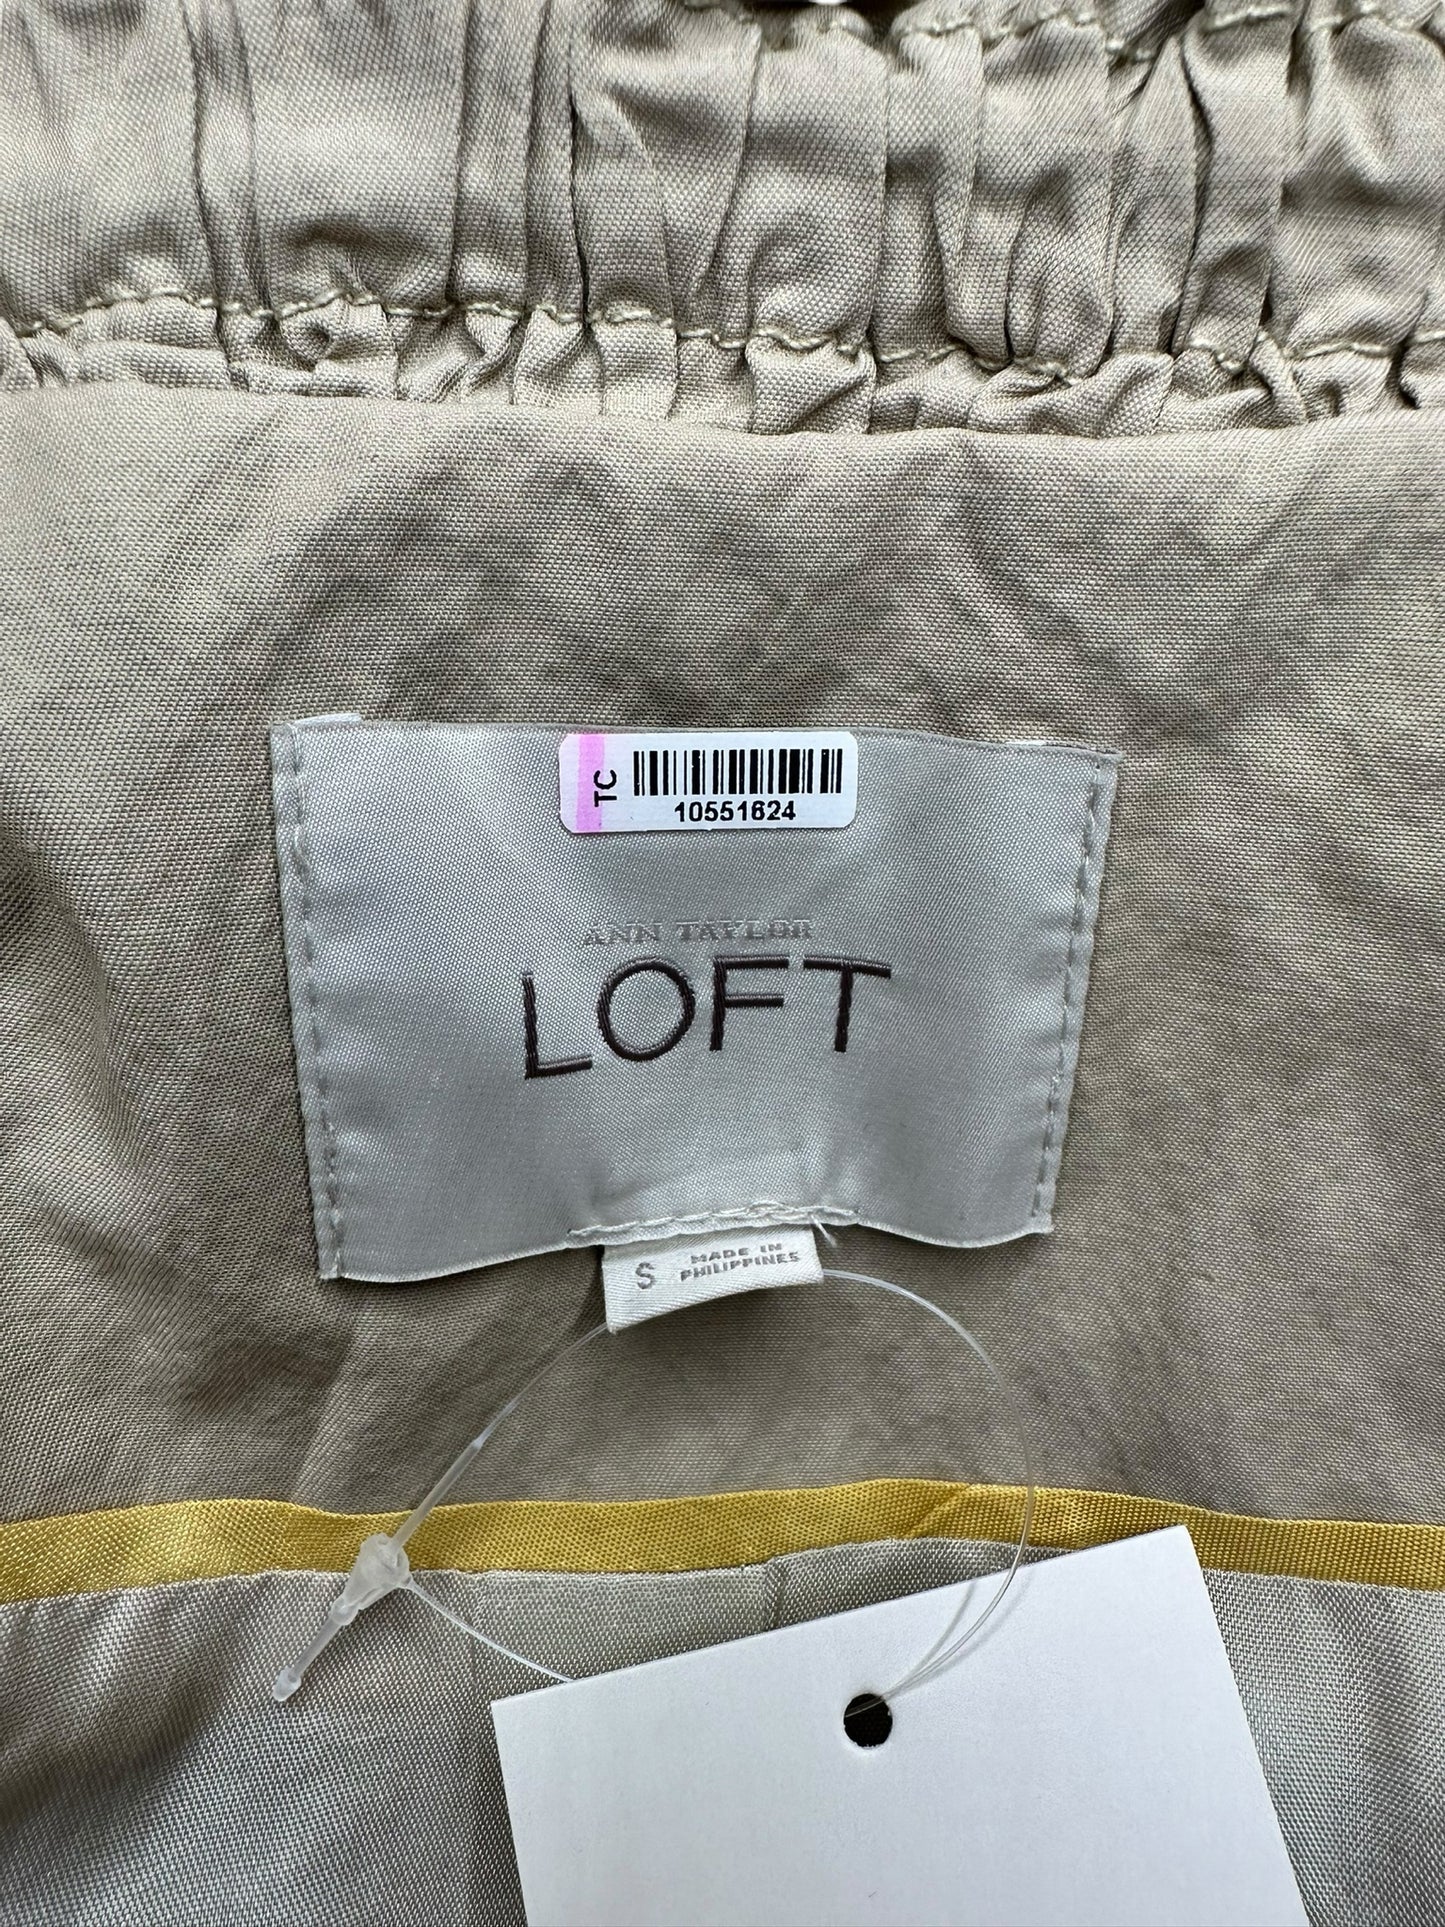 TC
10551624
ANN TAYLOR
LOFT
S
MADE IN
PHILIPPINES